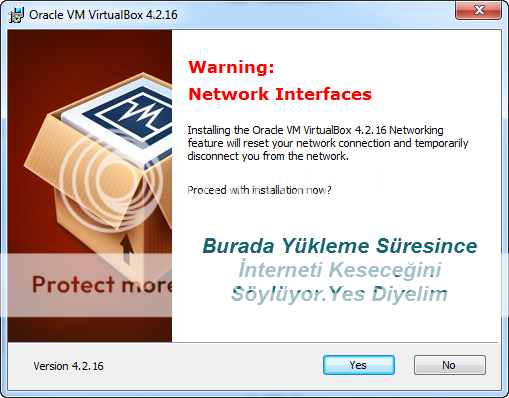 Oracle VM VirtualBox 4.2.16
Warning:
Network Interfaces
Installing the Oracle VM VirtualBox 4.2.16 Networking
feature will reset your network connection and temporarily
disconnect you from the network.
Proceed with installation now?
Burada Yükleme Süresince
İnterneti Keseceğini
Söylüyor.Yes Diyelim
Protect more
Version 4.2.16
Yes
No